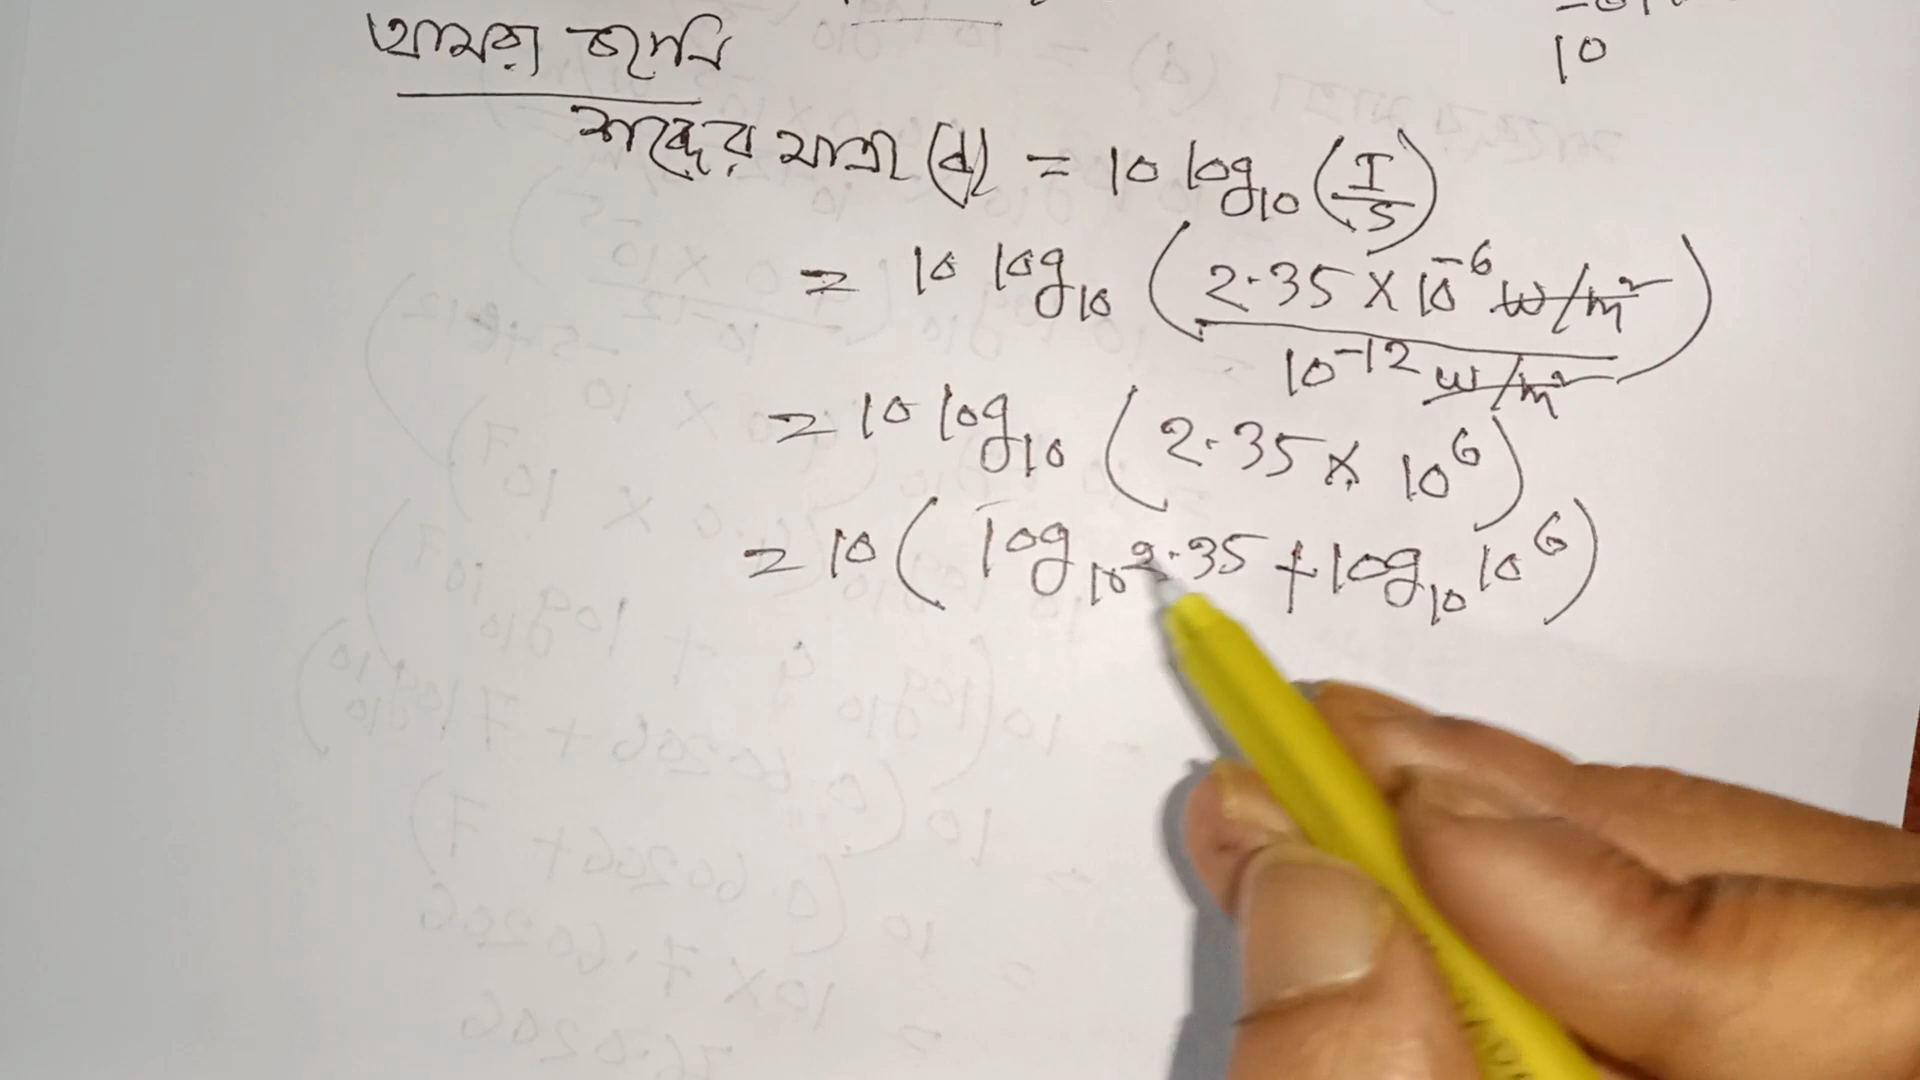 10
আমরা জানি
শব্দের মাত্রা (d) = 10 log₁₀ (I/S)
= 10 log₁₀ (2.35 × 10⁻⁶ w/m² / 10⁻¹² w/m²)
= 10 log₁₀ (2.35 × 10⁶)
= 10 (log₁₀ 2.35 + log₁₀ 10⁶)